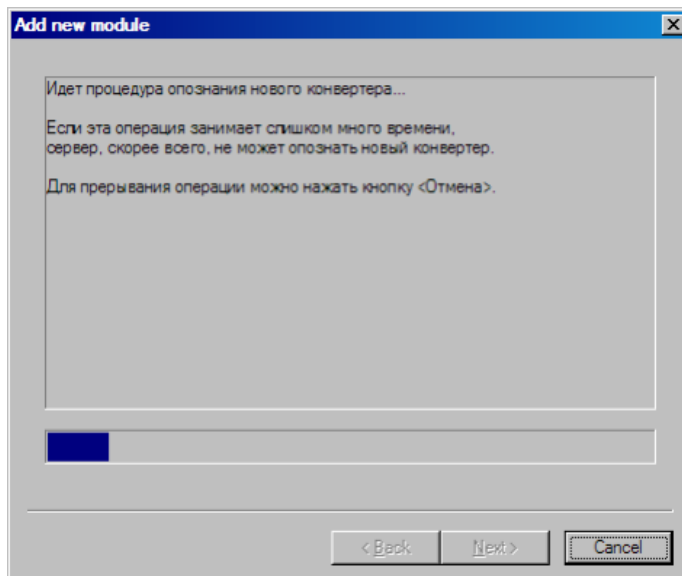 Add new module
Идет процедура опознания нового конвертера...
Если эта операция занимает слишком много времени,
сервер, скорее всего, не может опознать новый конвертер.
Для прерывания операции можно нажать кнопку <Отмена>.
< Back
Next >
Cancel